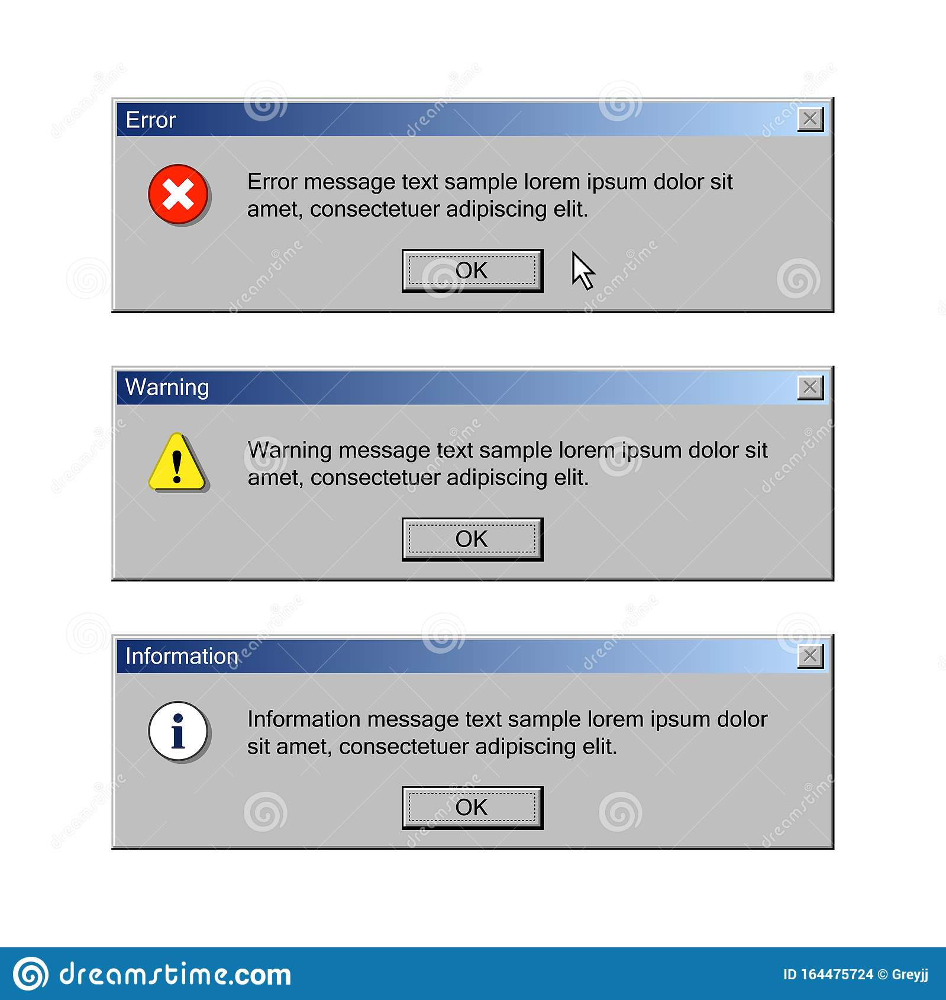 Error
Error message text sample lorem ipsum dolor sit
amet, consectetuer adipiscing elit.
OK
Warning
Warning message text sample lorem ipsum dolor sit
amet, consectetuer adipiscing elit.
OK
Information
Information message text sample lorem ipsum dolor
sit amet, consectetuer adipiscing elit.
OK
dreamstime.com
ID 164475724 © Greyjj